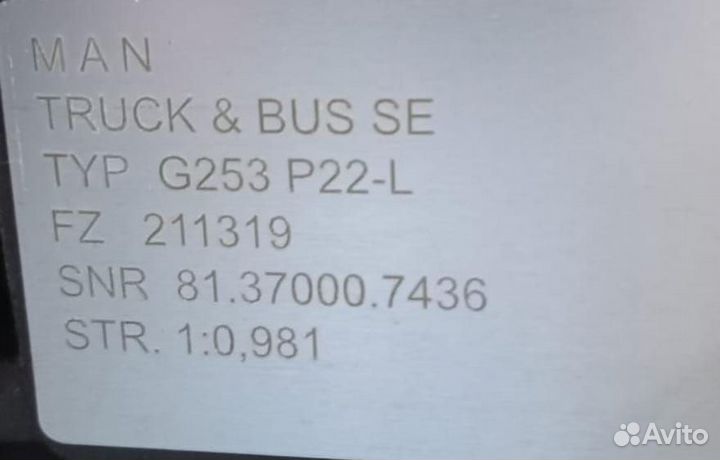 MAN
TRUCK & BUS SE
TYP G253 P22-L
FZ 211319
SNR 81.37000.7436
STR. 1:0,981
Avito